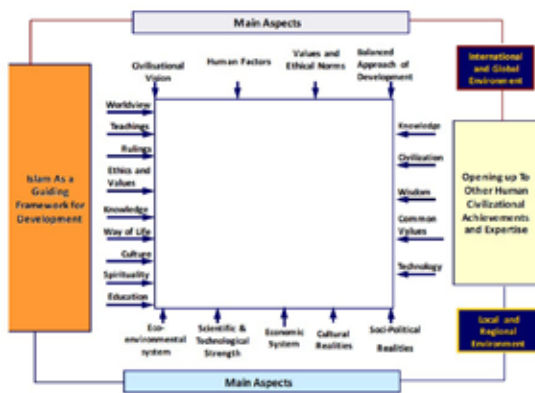 Main Aspects
Civilisational
Vision
Human Factors
Values and
Ethical Norms
Balanced
Approach of
Development
International
and Global
Environment
Islam As a
Guiding
Framework for
Development
Worldview
Teachings
Rulings
Ethics and
Values
Knowledge
Way of Life
Culture
Spirituality
Education
Knowledge
Civilization
Wisdom
Common
Values
Technology
Opening up To
Other Human
Civilizational
Achievements
and Expertise
Local and
Regional
Environment
Eco-
environmental
system
Scientific &
Technological
Strength
Economic
System
Cultural
Realities
Soci-Political
Realities
Main Aspects